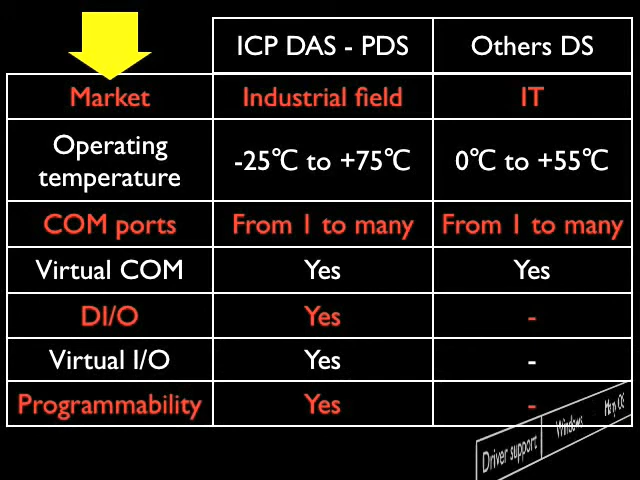 ICP DAS - PDS Others DS
Market Industrial field IT
Operating temperature -25°C to +75°C 0°C to +55°C
COM ports From 1 to many From 1 to many
Virtual COM Yes Yes
DI/O Yes -
Virtual I/O Yes -
Programmability Yes -
Driver support Windows Many OS